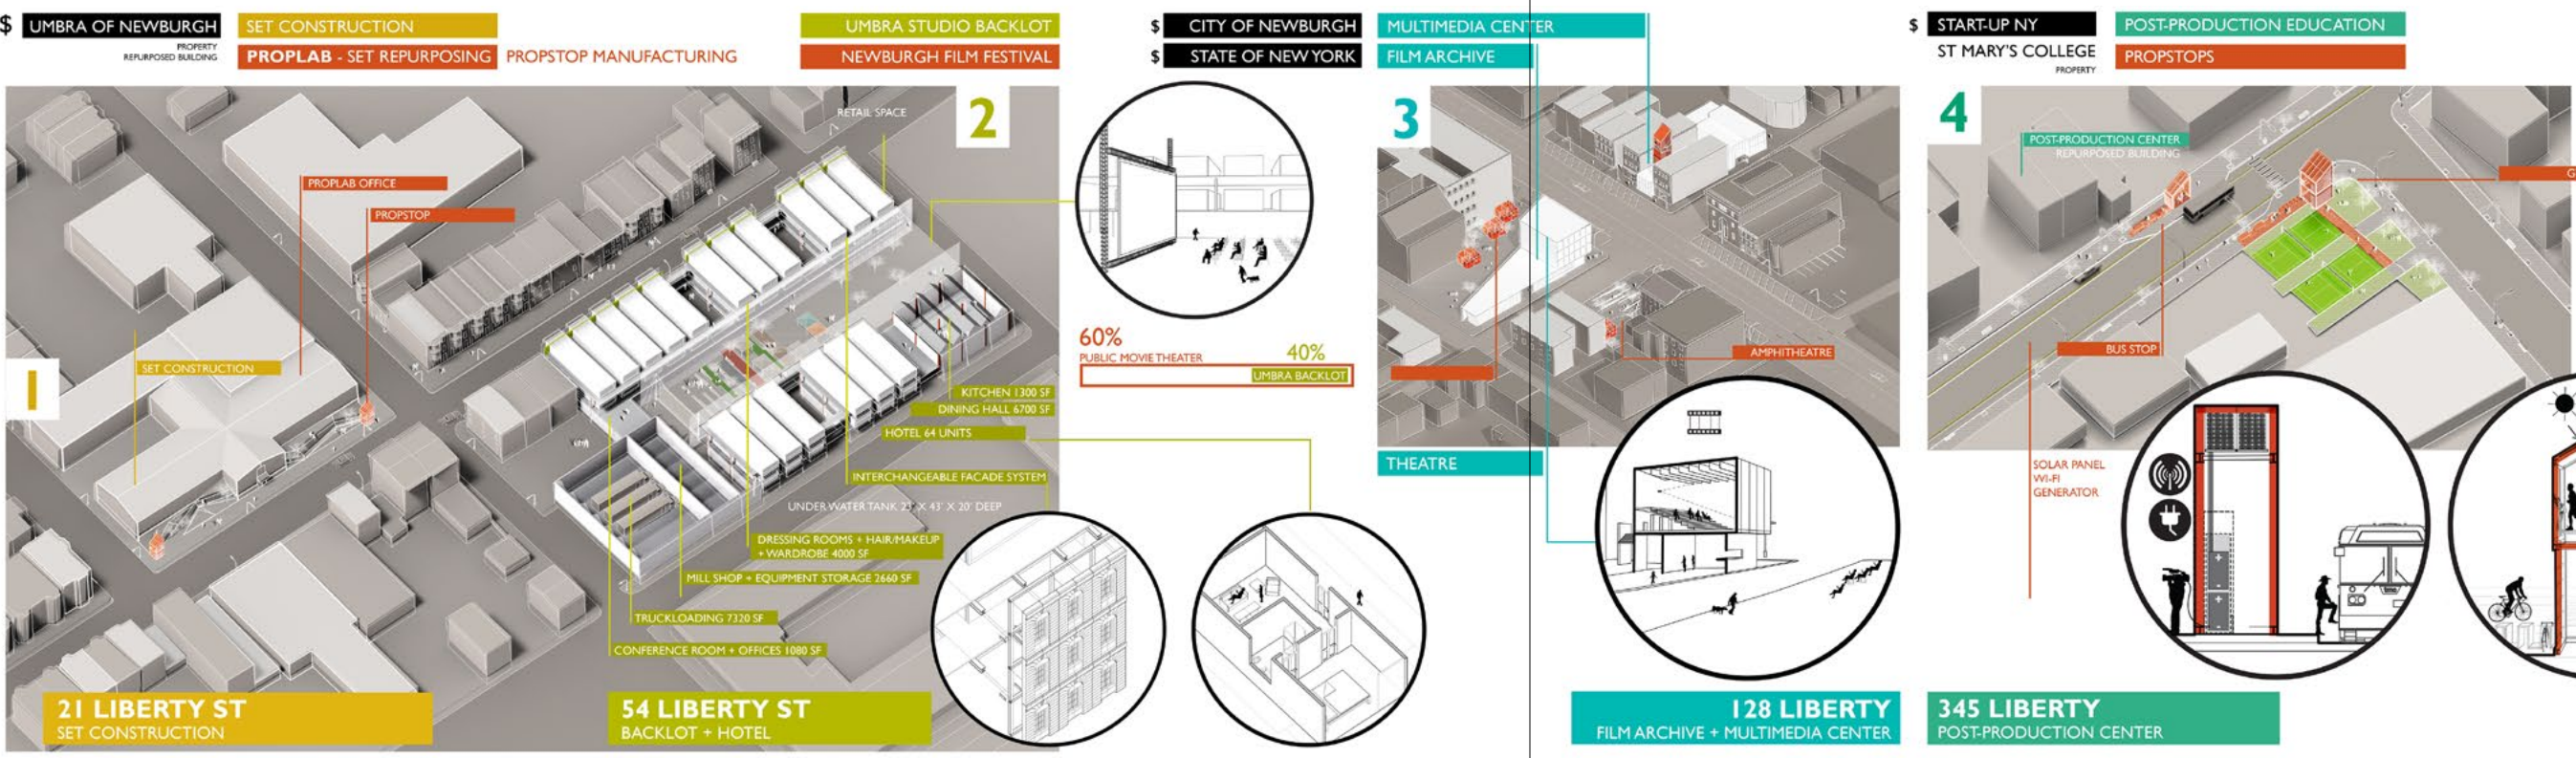 $ UMBRA OF NEWBURGH
PROPERTY
REPURPOSED BUILDING
SET CONSTRUCTION
PROPLAB - SET REPURPOSING
PROPSTOP MANUFACTURING
UMBRA STUDIO BACKLOT
NEWBURGH FILM FESTIVAL
$ CITY OF NEWBURGH
$ STATE OF NEW YORK
MULTIMEDIA CENTER
FILM ARCHIVE
$ START-UP NY
ST MARY'S COLLEGE
PROPERTY
POST-PRODUCTION EDUCATION
PROPSTOPS
1
PROPLAB OFFICE
PROPSTOP
SET CONSTRUCTION
21 LIBERTY ST
SET CONSTRUCTION
2
RETAIL SPACE
KITCHEN 1300 SF
DINING HALL 6700 SF
HOTEL 64 UNITS
INTERCHANGEABLE FACADE SYSTEM
UNDER WATER TANK X 43' X 20' DEEP
DRESSING ROOMS + HAIR/MAKEUP
+ WARDROBE 4000 SF
MILL SHOP + EQUIPMENT STORAGE 2660 SF
TRUCKLOADING 7320 SF
CONFERENCE ROOM + OFFICES 1080 SF
54 LIBERTY ST
BACKLOT + HOTEL
60%
PUBLIC MOVIE THEATER
40%
UMBRA BACKLOT
3
AMPHITHEATRE
THEATRE
128 LIBERTY
FILM ARCHIVE + MULTIMEDIA CENTER
4
POST-PRODUCTION CENTER
REPURPOSED BUILDING
G
BUS STOP
SOLAR PANEL
WI-FI
GENERATOR
345 LIBERTY
POST-PRODUCTION CENTER